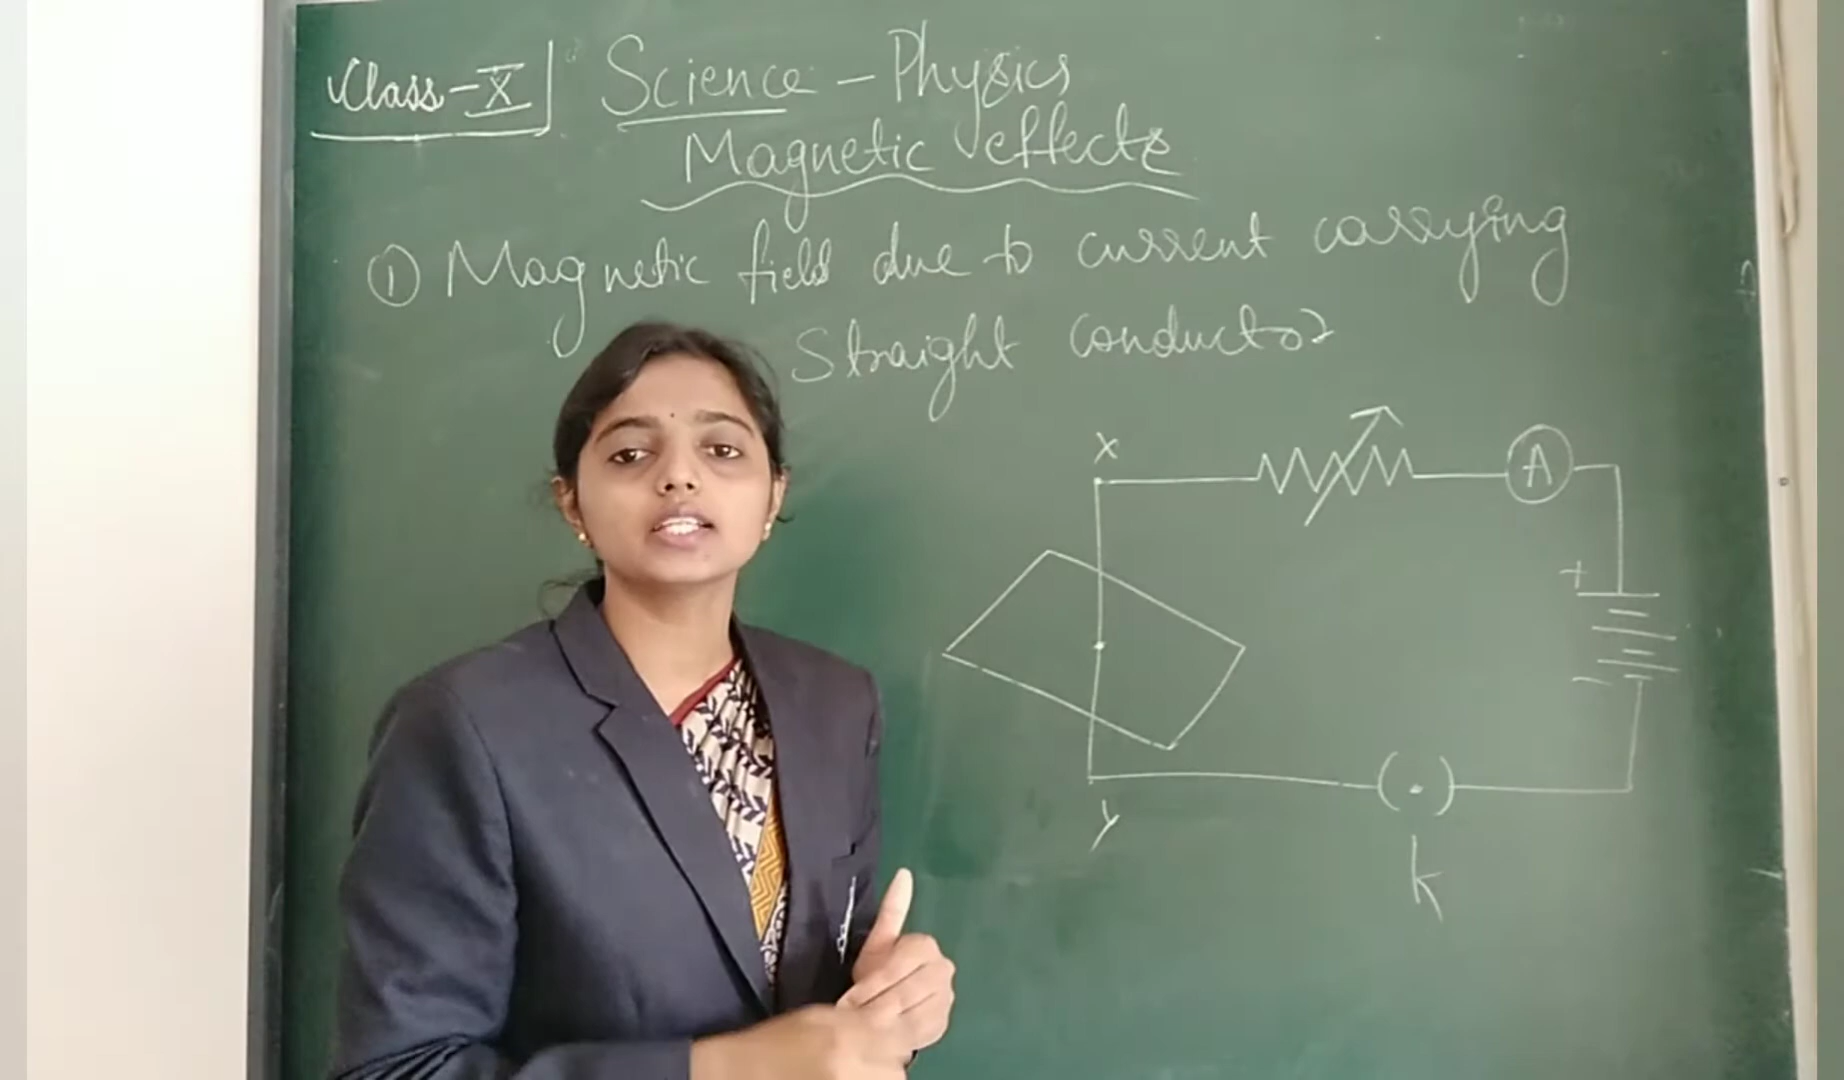 Class-X
Science - Physics
Magnetic effects
① Magnetic field due to current carrying
straight conductor
X
A
+
-
y
(.)
k